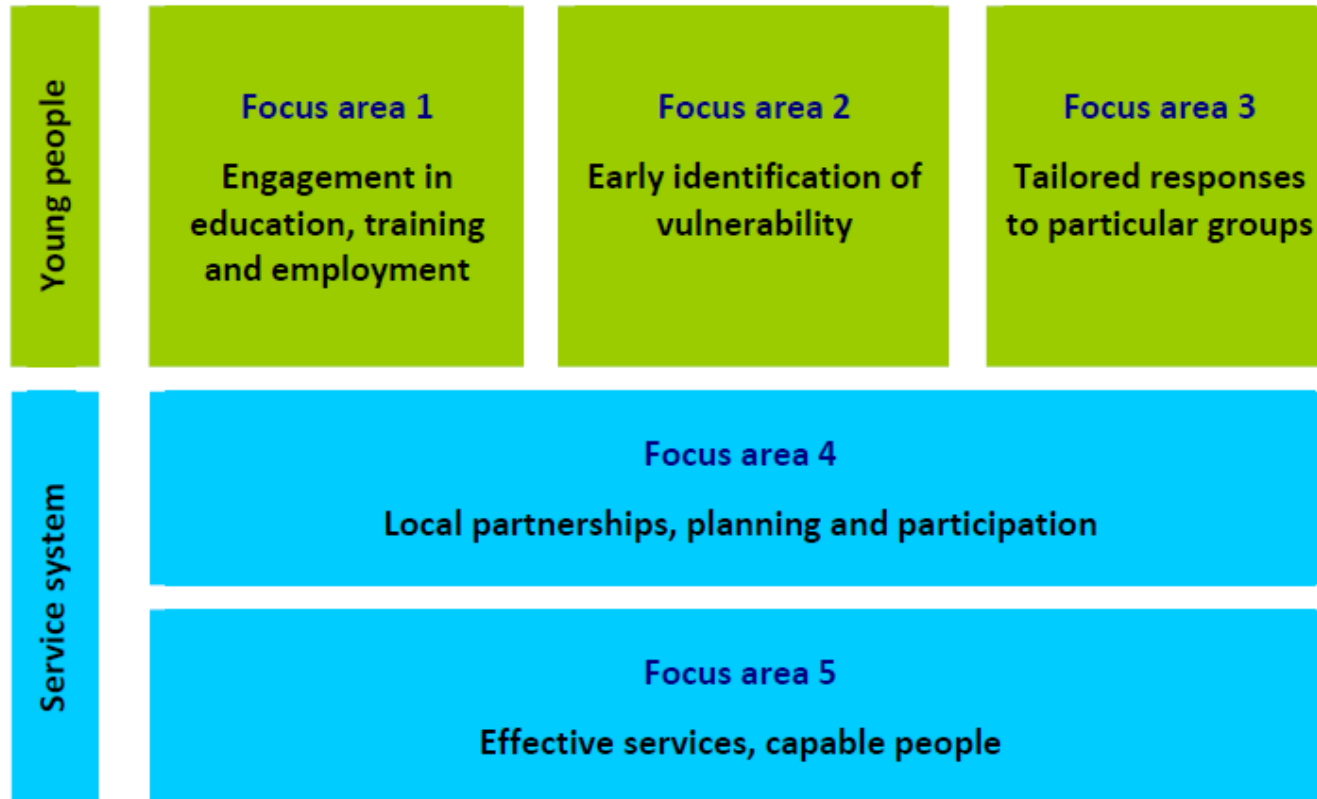 Young people
Focus area 1
Engagement in
education, training
and employment
Focus area 2
Early identification of
vulnerability
Focus area 3
Tailored responses
to particular groups
Service system
Focus area 4
Local partnerships, planning and participation
Focus area 5
Effective services, capable people